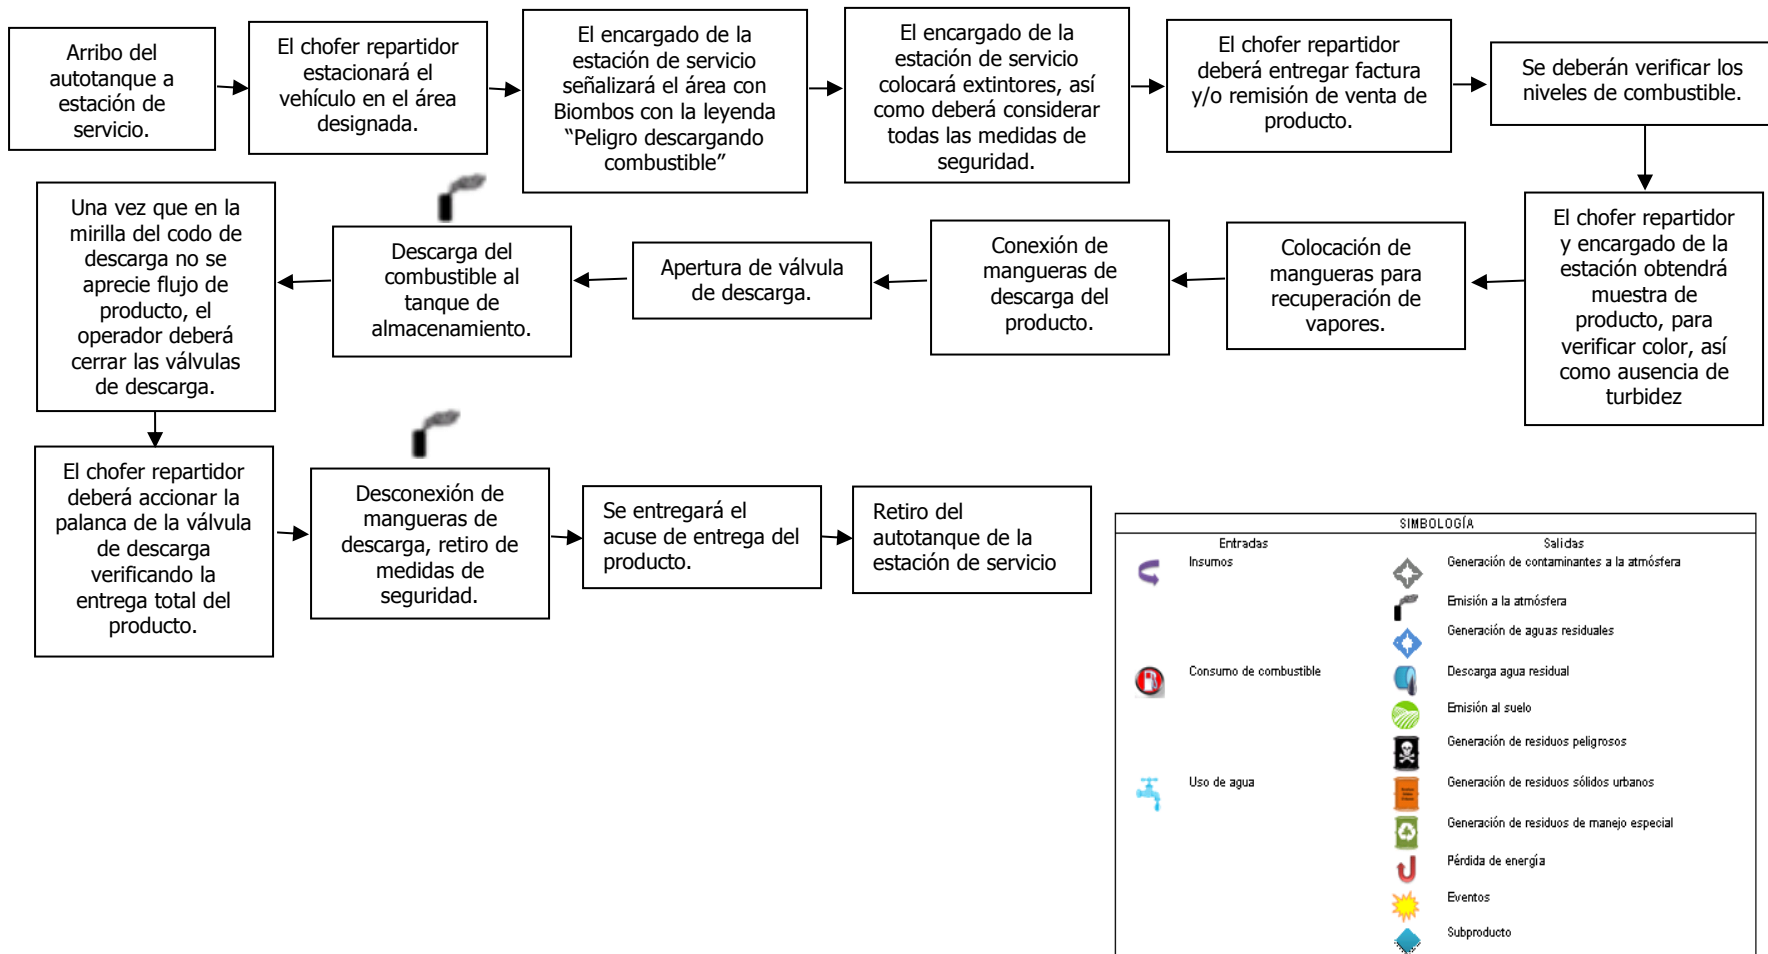 Arribo del
autotanque a
estación de
servicio.
El chofer repartidor
estacionará el
vehículo en el área
designada.
El encargado de la
estación de servicio
señalizará el área con
Biombos con la leyenda
“Peligro descargando
combustible”
El encargado de la
estación de servicio
colocará extintores, así
como deberá considerar
todas las medidas de
seguridad.
El chofer repartidor
deberá entregar factura
y/o remisión de venta de
producto.
Se deberán verificar los
niveles de combustible.
El chofer repartidor
y encargado de la
estación obtendrá
muestra de
producto, para
verificar color, así
como ausencia de
turbidez
Colocación de
mangueras para
recuperación de
vapores.
Conexión de
mangueras de
descarga del
producto.
Apertura de válvula
de descarga.
Descarga del
combustible al
tanque de
almacenamiento.
Una vez que en la
mirilla del codo de
descarga no se
aprecie flujo de
producto, el
operador deberá
cerrar las válvulas
de descarga.
El chofer repartidor
deberá accionar la
palanca de la válvula
de descarga
verificando la
entrega total del
producto.
Desconexión de
mangueras de
descarga, retiro de
medidas de
seguridad.
Se entregará el
acuse de entrega del
producto.
Retiro del
autotanque de la
estación de servicio
SIMBOLOGÍA
Entradas
Insumos
Consumo de combustible
Uso de agua
Salidas
Generación de contaminantes a la atmósfera
Emisión a la atmósfera
Generación de aguas residuales
Descarga agua residual
Emisión al suelo
Generación de residuos peligrosos
Generación de residuos sólidos urbanos
Generación de residuos de manejo especial
Pérdida de energía
Eventos
Subproducto